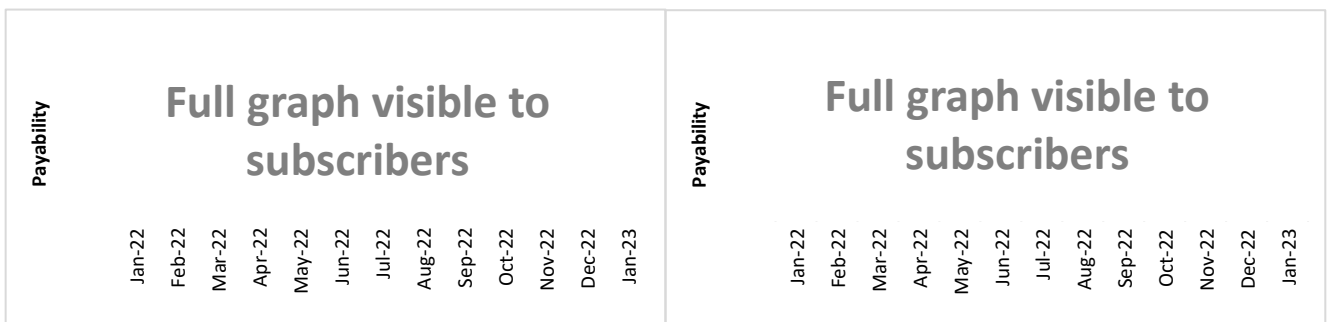 Payability
Full graph visible to
subscribers
Jan-22
Feb-22
Mar-22
Apr-22
May-22
Jun-22
Jul-22
Aug-22
Sep-22
Oct-22
Nov-22
Dec-22
Jan-23
Payability
Full graph visible to
subscribers
Jan-22
Feb-22
Mar-22
Apr-22
May-22
Jun-22
Jul-22
Aug-22
Sep-22
Oct-22
Nov-22
Dec-22
Jan-23